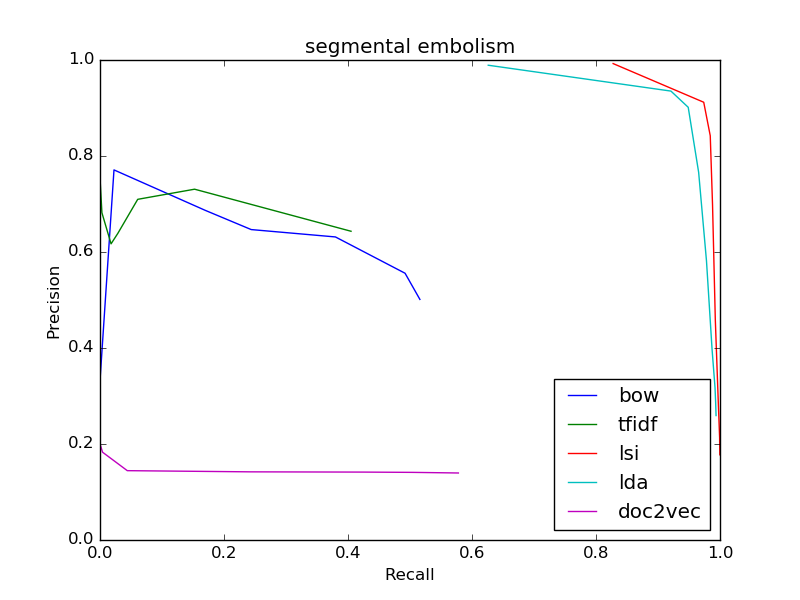 segmental embolism
1.0
0.8
0.6
0.4
0.2
0.0
Precision
0.0 0.2 0.4 0.6 0.8 1.0
Recall
bow
tfidf
lsi
lda
doc2vec